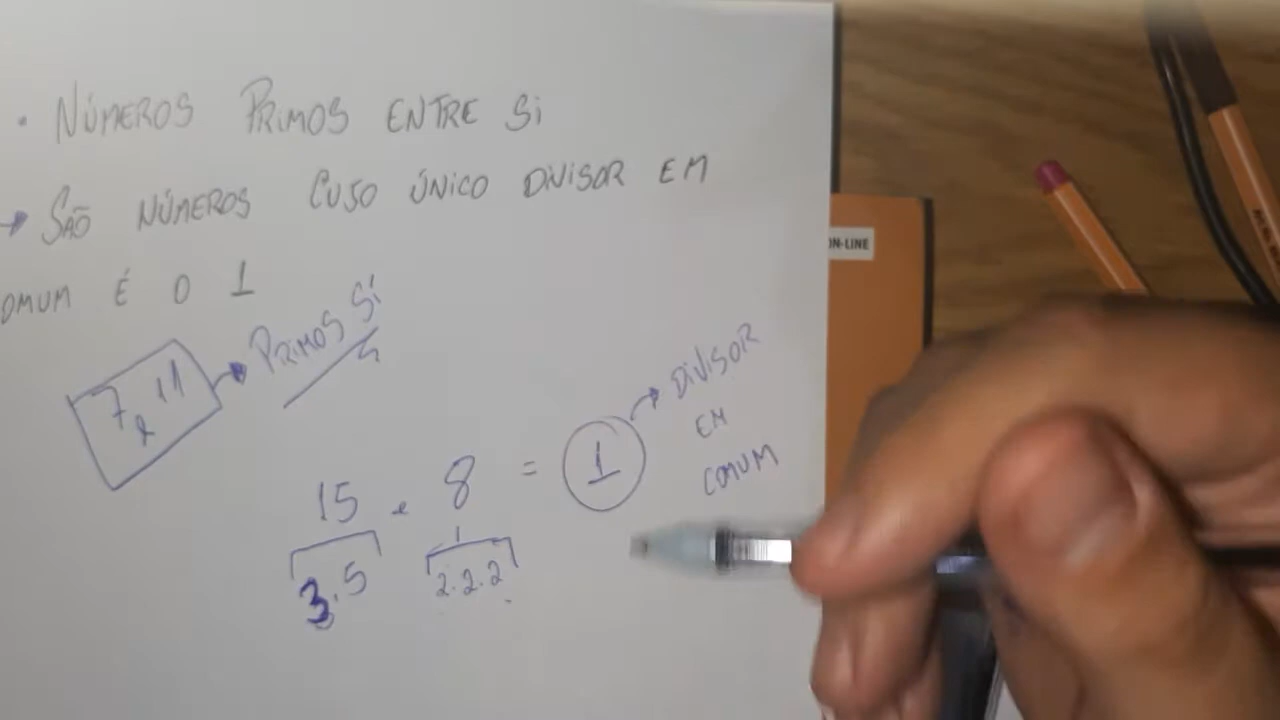 • NÚMEROS PRIMOS ENTRE SI
→ SÃO NÚMEROS CUJO ÚNICO DIVISOR EM
OMUM É O 1
7 e 11 → PRIMOS SI
15 e 8 = 1 → DIVISOR
EM
COMUM
3.5 2.2.2
ON-LINE